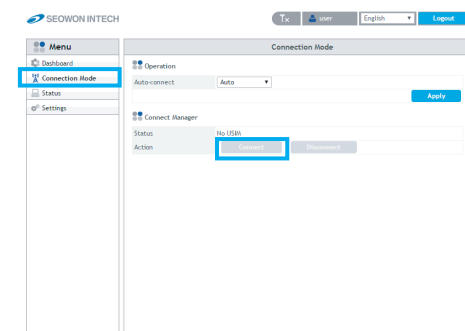 SEOWON INTECH
Tx user English Logout
Menu
Connection Mode
Dashboard
Connection Mode
Status
Settings
Operation
Auto-connect Auto
Apply
Connect Manager
Status No USIM
Action Connect Disconnect